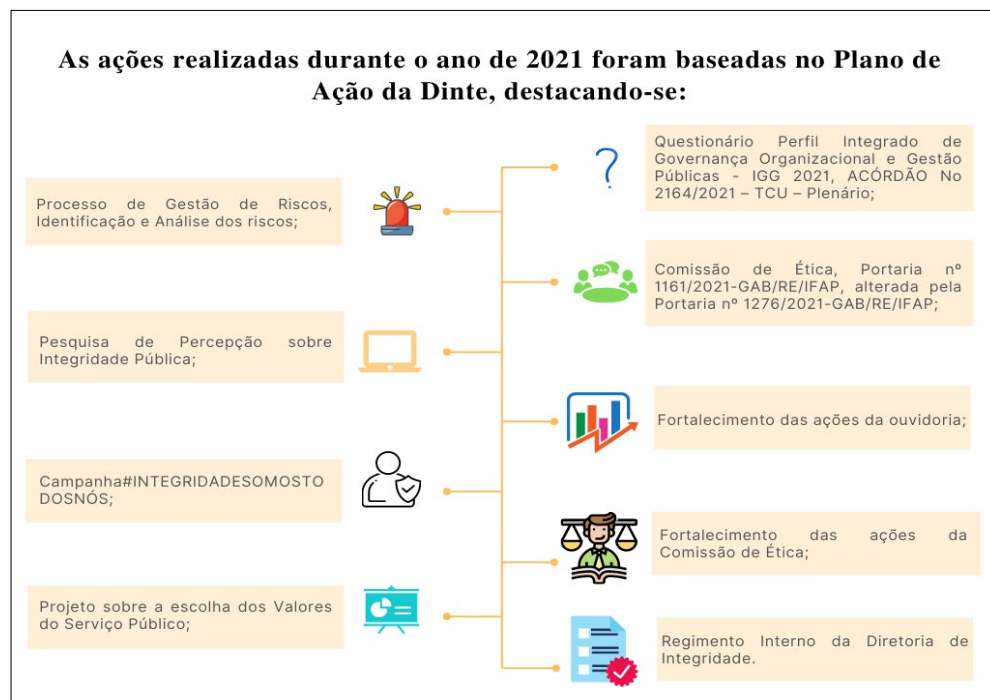 As ações realizadas durante o ano de 2021 foram baseadas no Plano de
Ação da Dinte, destacando-se:
Processo de Gestão de Riscos,
Identificação e Análise dos riscos;
Pesquisa de Percepção sobre
Integridade Pública;
Campanha#INTEGRIDADESOMOSTO
DOSNÓS;
Projeto sobre a escolha dos Valores
do Serviço Público;
?
Questionário Perfil Integrado de
Governança Organizacional e Gestão
Públicas - IGG 2021, ACÓRDÃO No
2164/2021 – TCU – Plenário;
Comissão de Ética, Portaria nº
1161/2021-GAB/RE/IFAP, alterada pela
Portaria nº 1276/2021-GAB/RE/IFAP;
Fortalecimento das ações da ouvidoria;
Fortalecimento das ações da
Comissão de Ética;
Regimento Interno da Diretoria de
Integridade.